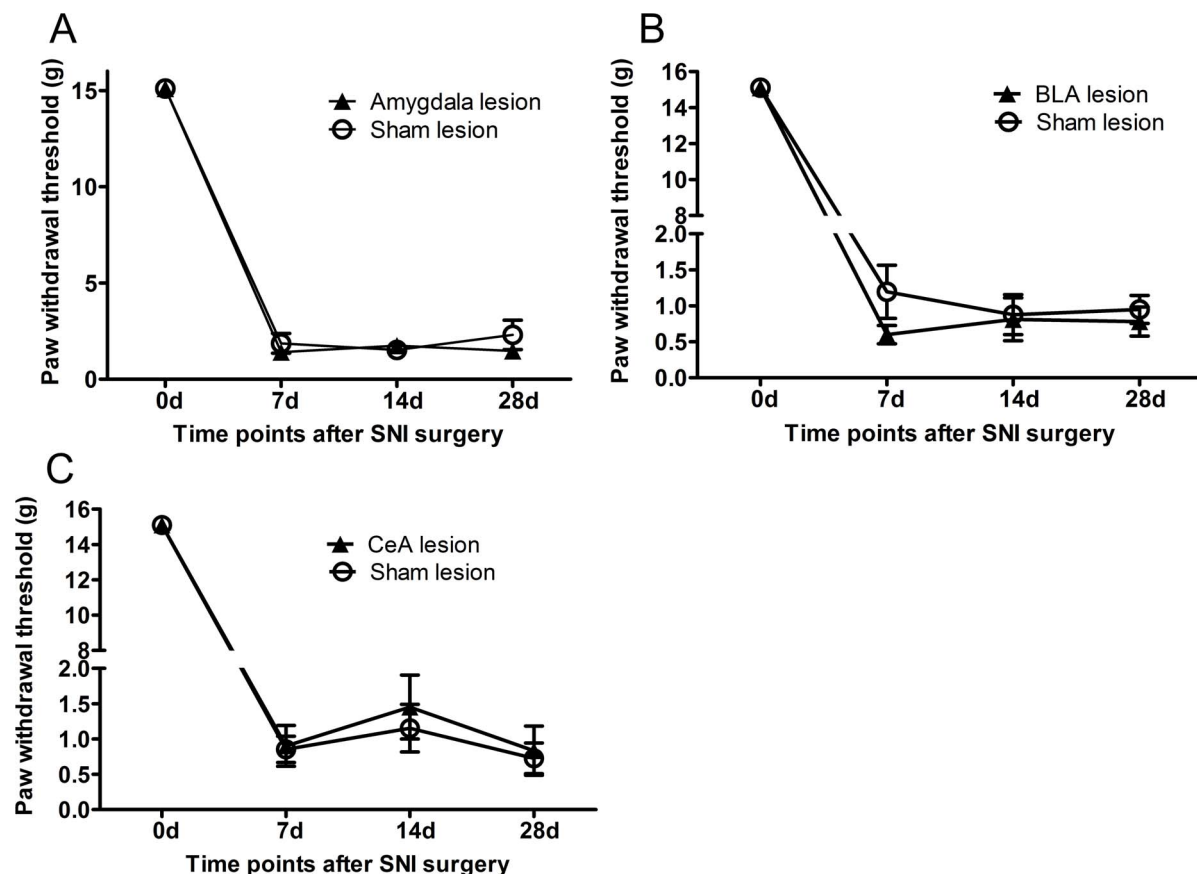 A
Paw withdrawal threshold (g)
15
10
5
0
Amygdala lesion
Sham lesion
0d 7d 14d 28d
Time points after SNI surgery
B
Paw withdrawal threshold (g)
16
14
12
10
8
2.0
1.5
1.0
0.5
0.0
BLA lesion
Sham lesion
0d 7d 14d 28d
Time points after SNI surgery
C
Paw withdrawal threshold (g)
16
14
12
10
8
2.0
1.5
1.0
0.5
0.0
CeA lesion
Sham lesion
0d 7d 14d 28d
Time points after SNI surgery